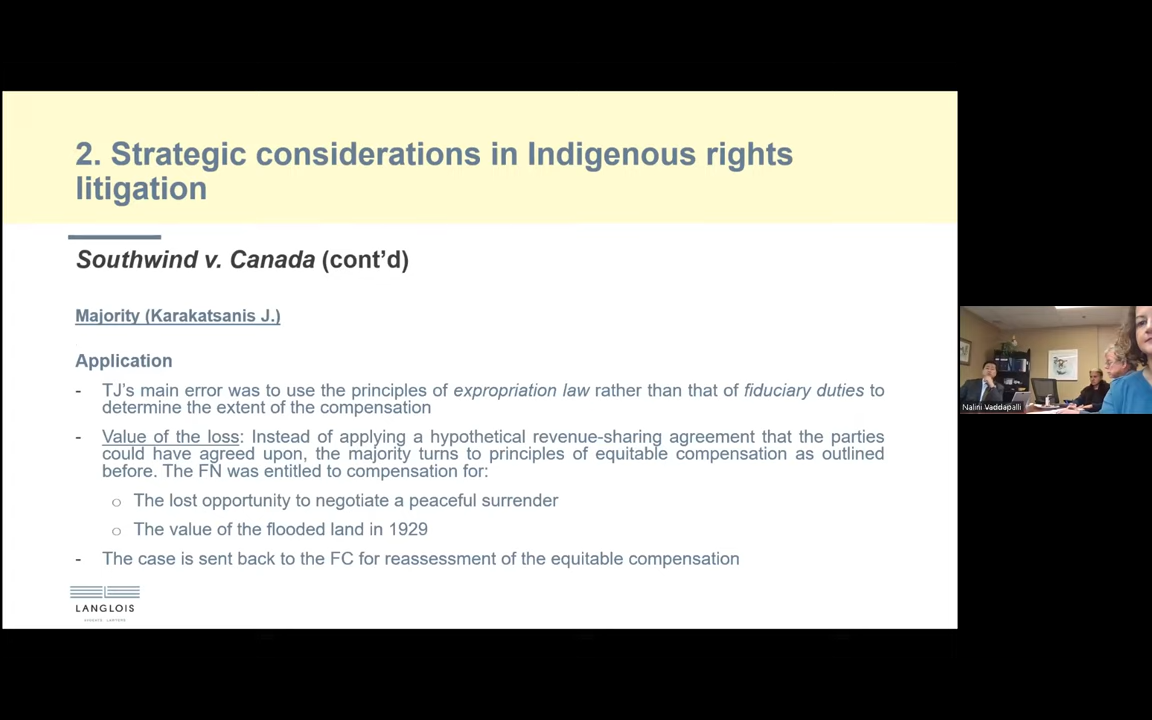 2. Strategic considerations in Indigenous rights
litigation
Southwind v. Canada (cont’d)
Majority (Karakatsanis J.)
Application
- TJ’s main error was to use the principles of expropriation law rather than that of fiduciary duties to
determine the extent of the compensation
- Value of the loss: Instead of applying a hypothetical revenue-sharing agreement that the parties
could have agreed upon, the majority turns to principles of equitable compensation as outlined
before. The FN was entitled to compensation for:
○ The lost opportunity to negotiate a peaceful surrender
○ The value of the flooded land in 1929
- The case is sent back to the FC for reassessment of the equitable compensation
LANGLOIS
Nalini Vaddapalli